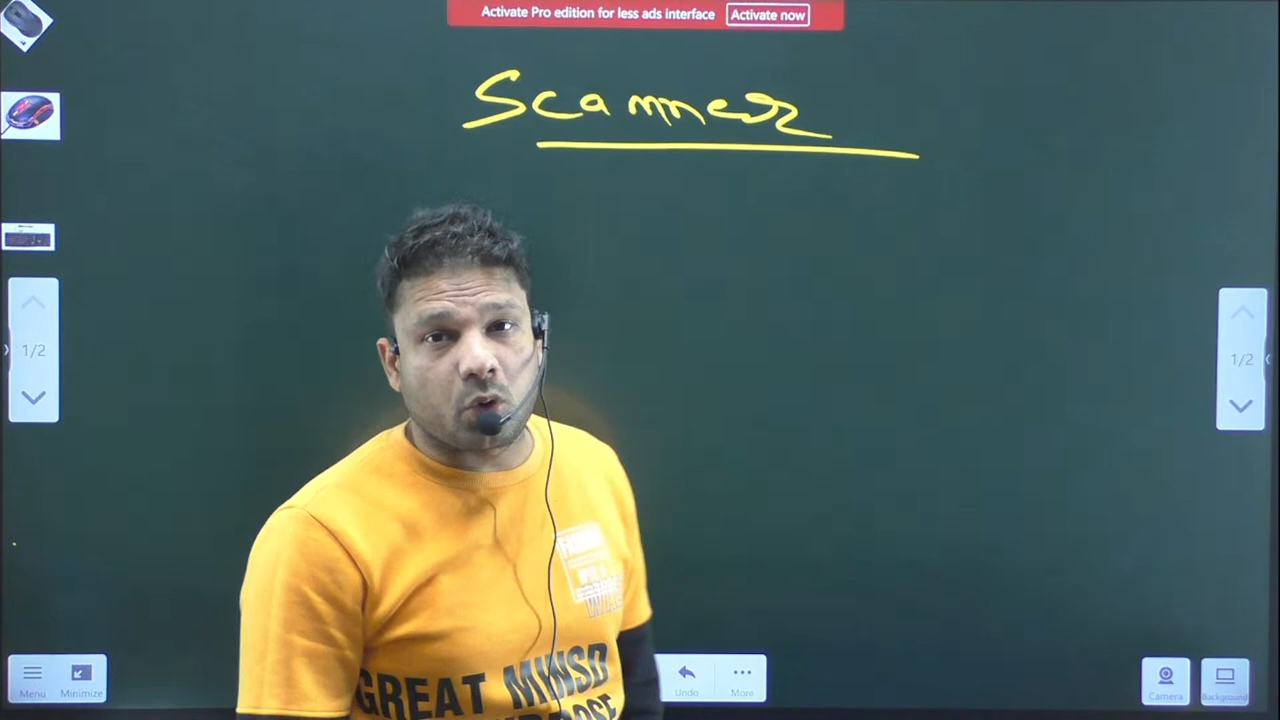 Activate Pro edition for less ads interface Activate now
Scanner
1/2
1/2
GREAT MINSD
Menu
Minimize
Undo
More
Camera
Background